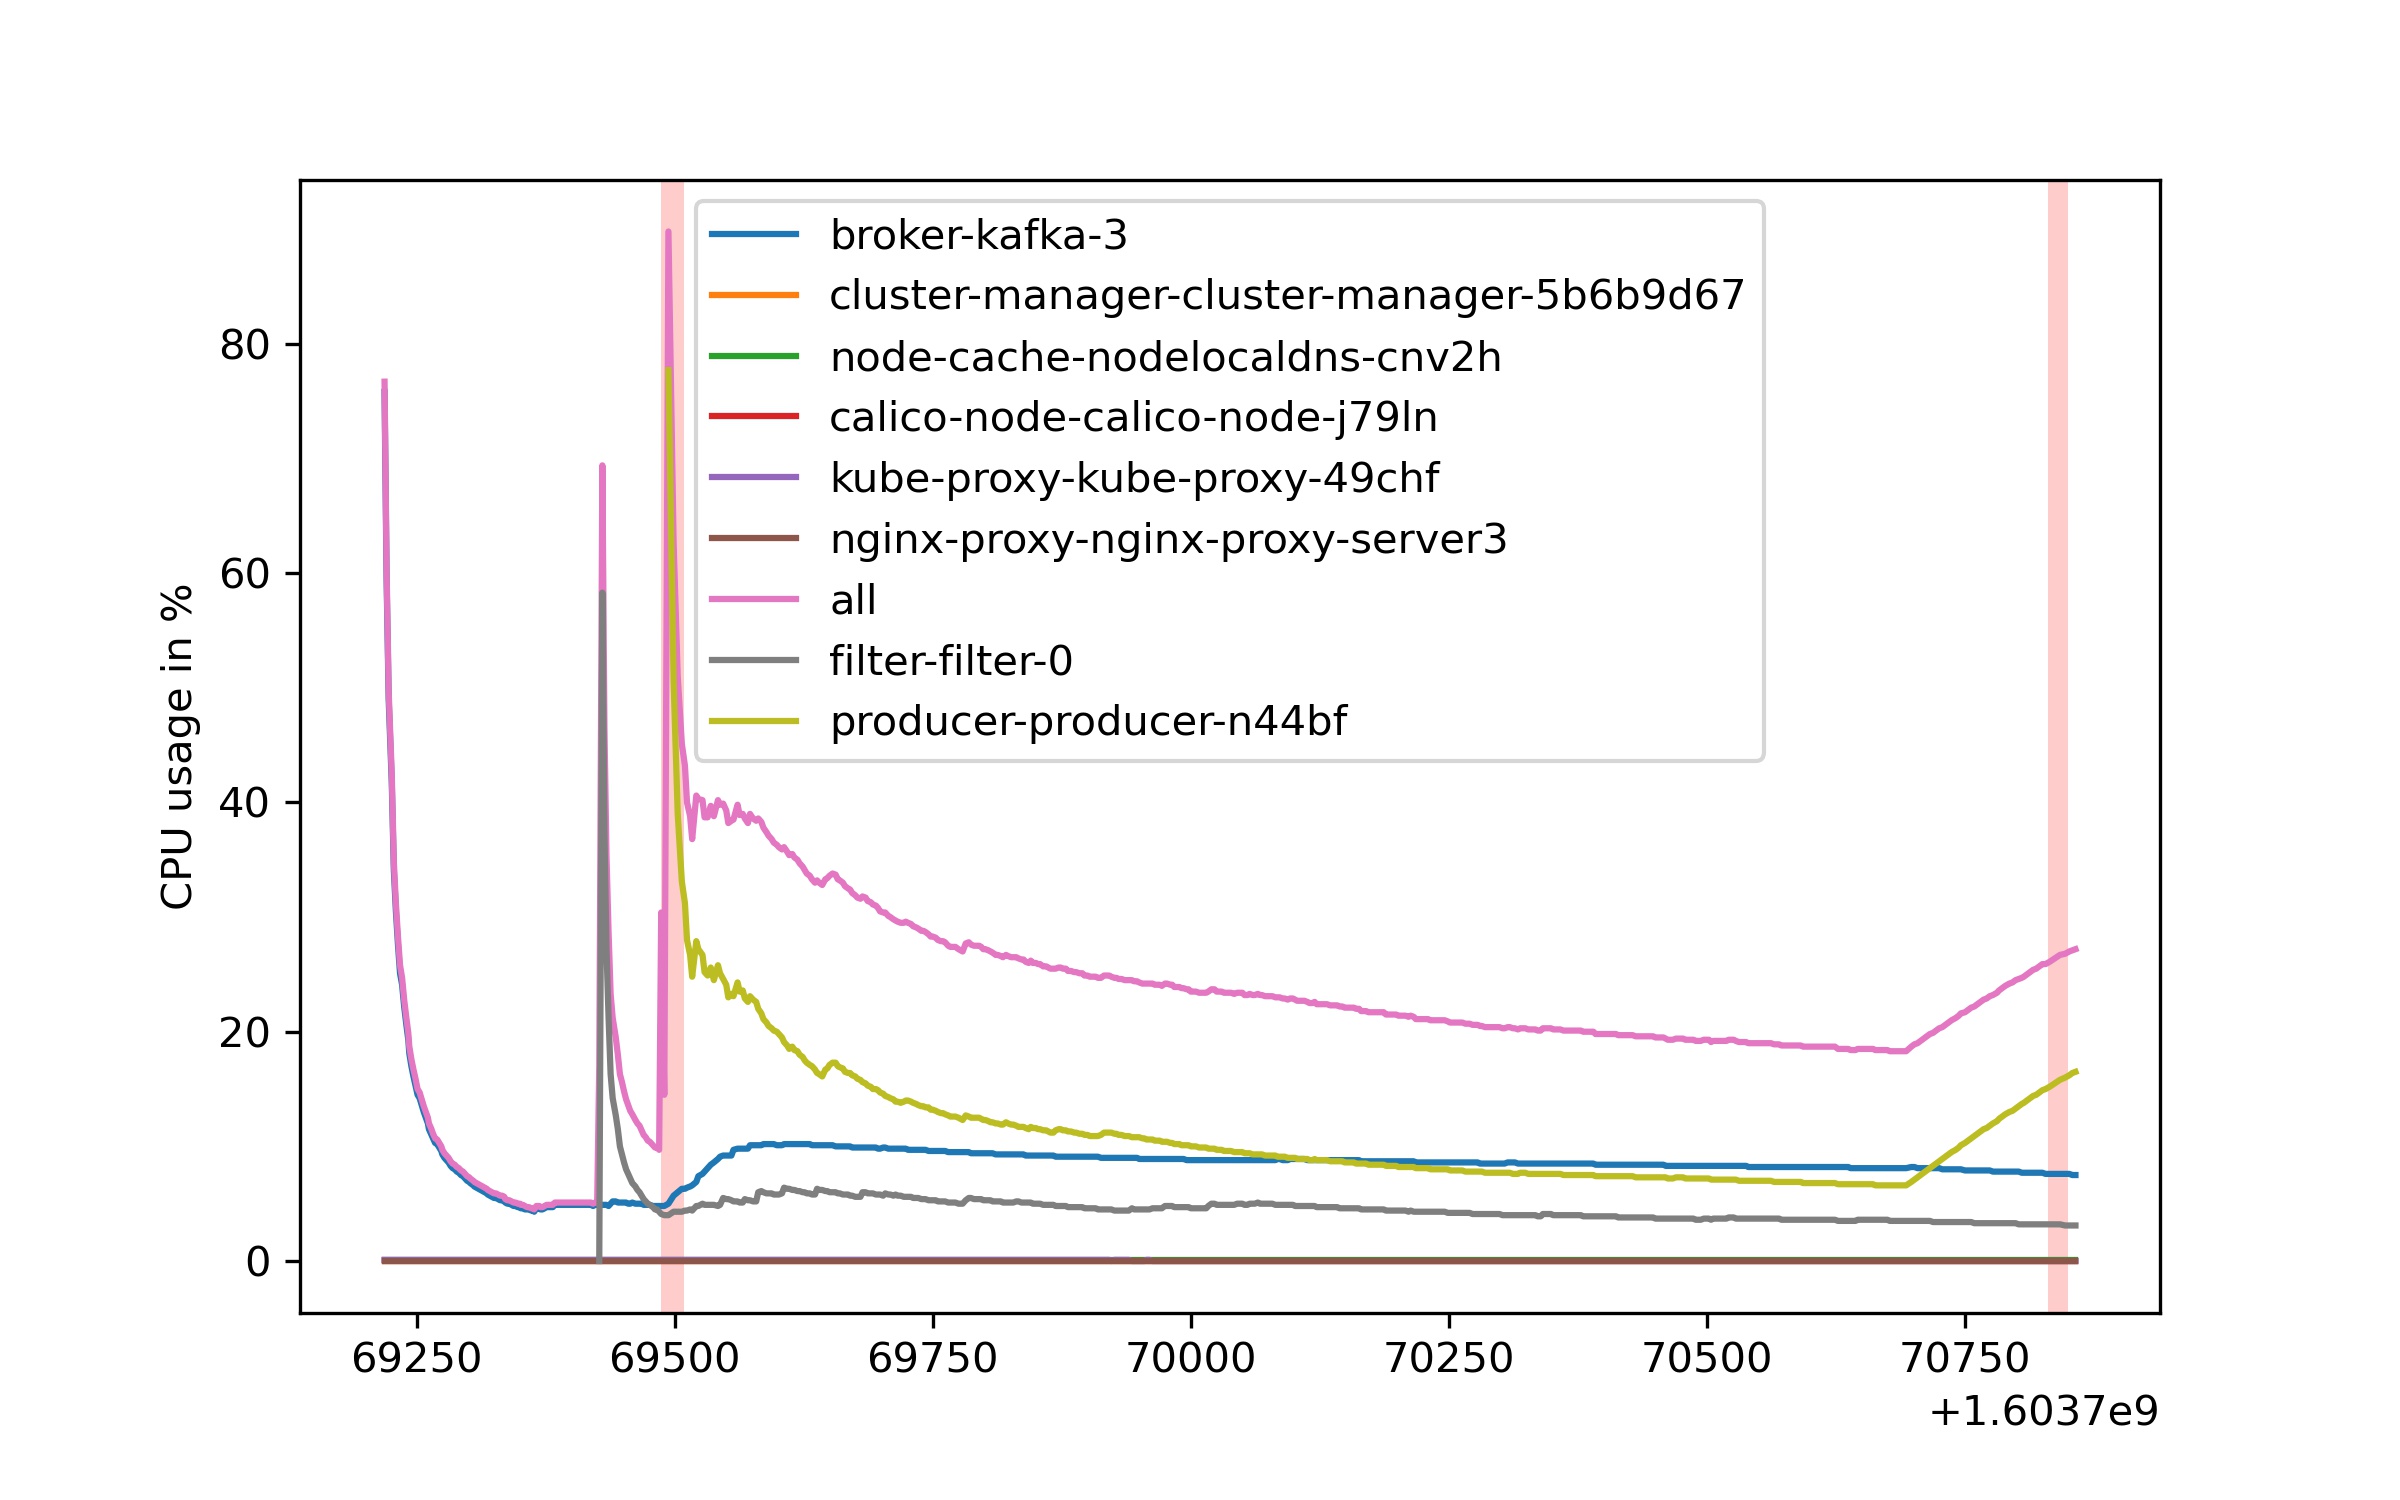 broker-kafka-3
cluster-manager-cluster-manager-5b6b9d67
node-cache-nodelocaldns-cnv2h
calico-node-calico-node-j79ln
kube-proxy-kube-proxy-49chf
nginx-proxy-nginx-proxy-server3
all
filter-filter-0
producer-producer-n44bf
CPU usage in %
80
60
40
20
0
69250 69500 69750 70000 70250 70500 70750
+1.6037e9